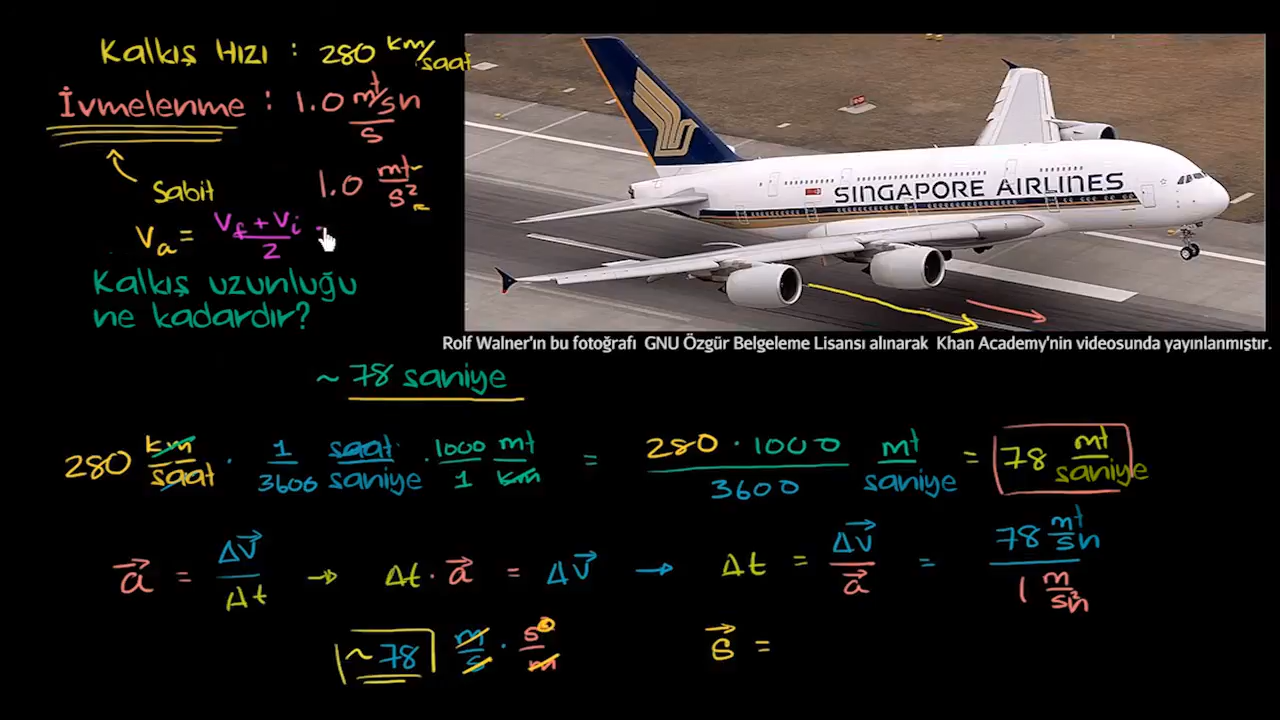 Kalkış Hızı : 280 km/saat
İvmelenme : 1.0 mt/sn / s
1.0 mt/s²
Sabit
Va = (Vf + Vi)/2
Kalkış uzunluğu
ne kadardır?
SINGAPORE AIRLINES
Rolf Walner'ın bu fotoğrafı GNU Özgür Belgeleme Lisansı alınarak Khan Academy'nin videosunda yayınlanmıştır.
~ 78 saniye
280 km/saat · 1/3600 saat/saniye · 1000/1 mt/km = 280 · 1000/3600 mt/saniye = 78 mt/saniye
a⃗ = Δv⃗/Δt → Δt · a⃗ = Δv⃗ → Δt = Δv⃗/a⃗ = 78 mt/sn / 1 m/sn²
~ 78 m/s · s²/m
s⃗ =